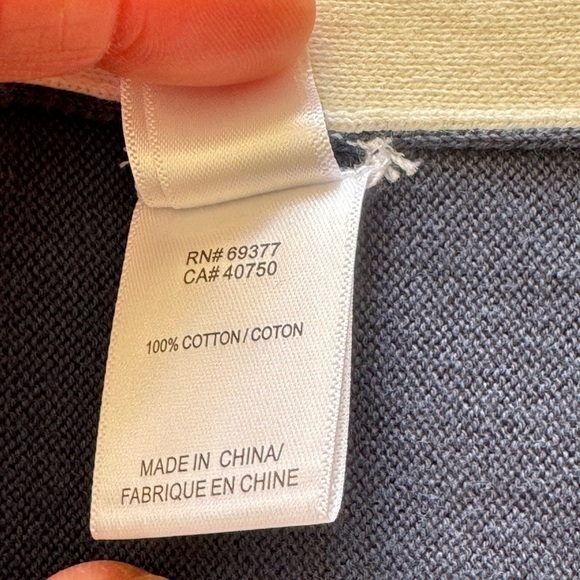 RN# 69377
CA# 40750
100% COTTON / COTON
MADE IN CHINA/
FABRIQUE EN CHINE